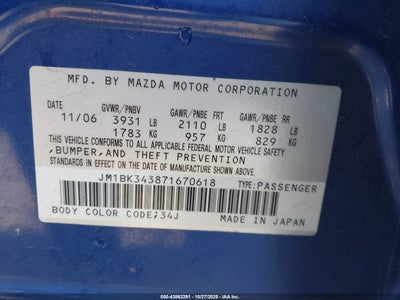 MFD. BY MAZDA MOTOR CORPORATION
DATE GVWR/PNBV GAWR/PNBE FRT GAWR/PNBE RR
11/06 3931 LB 2110 LB 1828 LB
1783 KG 957 KG 829 KG
THIS VEHICLE CONFORMS TO ALL APPLICABLE FEDERAL MOTOR VEHICLE SAFETY
,BUMPER,AND THEFT PREVENTION
STANDARDS IN EFFECT ON THE DATE OF MANUFACTURE SHOWN ABOVE.
JM1BK343871670618 TYPE:PASSENGER
BODY COLOR CODE;34J MADE IN JAPAN
000-43582291 - 10/27/2025 - IAAI